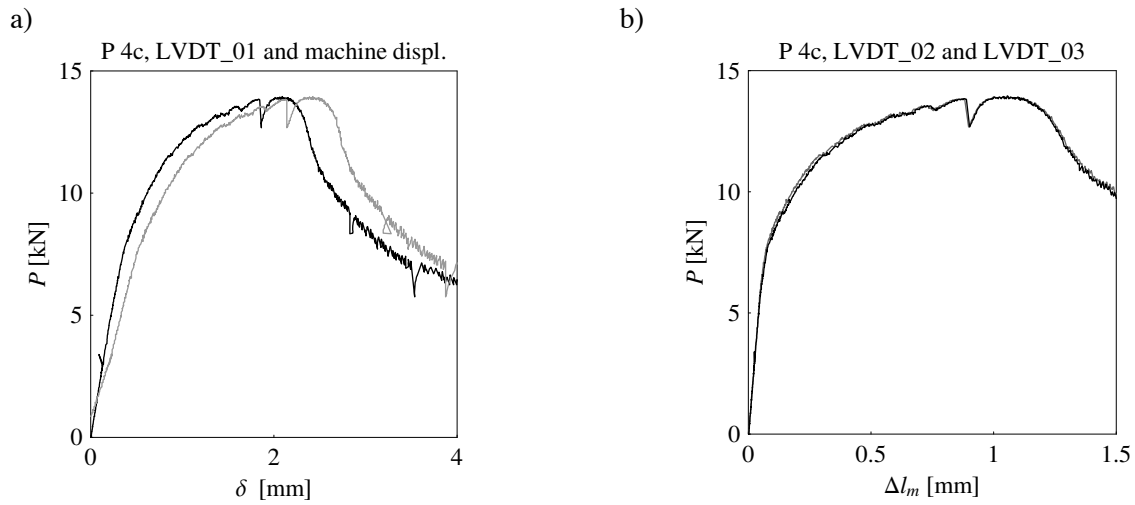 a)
P 4c, LVDT_01 and machine displ.
15
10
5
0
P [kN]
0 2 4
δ [mm]
b)
P 4c, LVDT_02 and LVDT_03
15
10
5
0
P [kN]
0 0.5 1 1.5
Δl_m [mm]